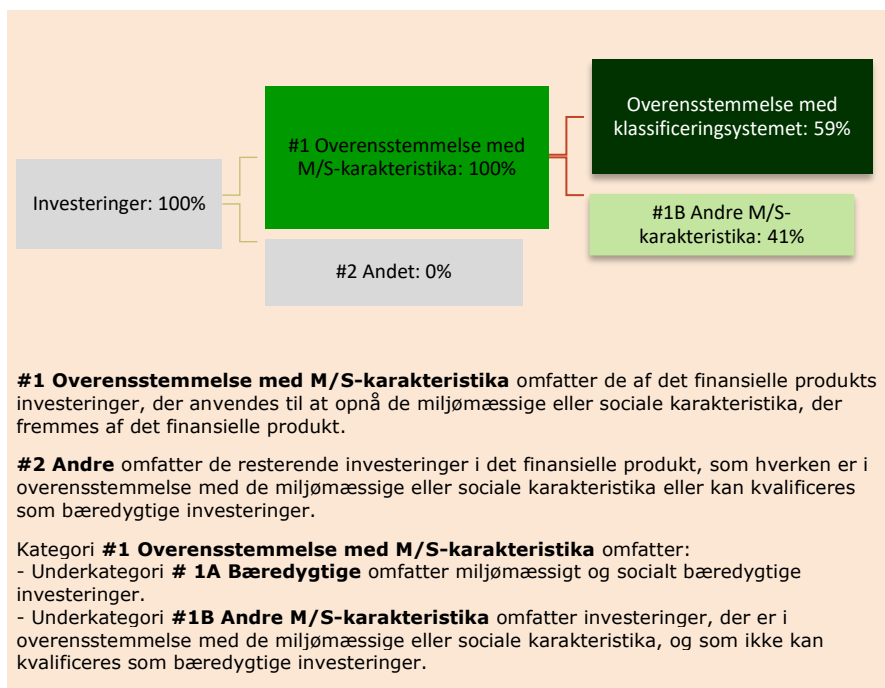 Investeringer: 100%
#1 Overensstemmelse med
M/S-karakteristika: 100%
#2 Andet: 0%
Overensstemmelse med
klassificeringsystemet: 59%
#1B Andre M/S-
karakteristika: 41%
#1 Overensstemmelse med M/S-karakteristika omfatter de af det finansielle produkts
investeringer, der anvendes til at opnå de miljømæssige eller sociale karakteristika, der
fremmes af det finansielle produkt.
#2 Andre omfatter de resterende investeringer i det finansielle produkt, som hverken er i
overensstemmelse med de miljømæssige eller sociale karakteristika eller kan kvalificeres
som bæredygtige investeringer.
Kategori #1 Overensstemmelse med M/S-karakteristika omfatter:
- Underkategori # 1A Bæredygtige omfatter miljømæssigt og socialt bæredygtige
investeringer.
- Underkategori #1B Andre M/S-karakteristika omfatter investeringer, der er i
overensstemmelse med de miljømæssige eller sociale karakteristika, og som ikke kan
kvalificeres som bæredygtige investeringer.